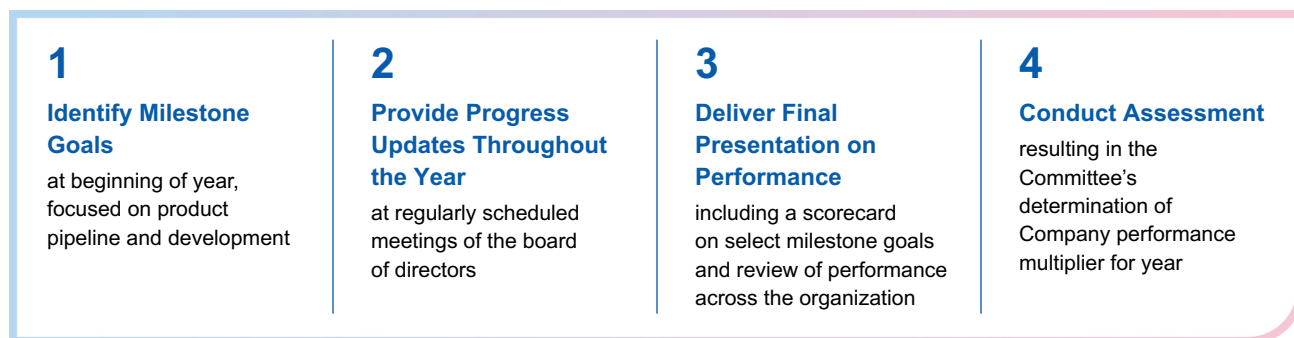 1
Identify Milestone
Goals
at beginning of year,
focused on product
pipeline and development
2
Provide Progress
Updates Throughout
the Year
at regularly scheduled
meetings of the board
of directors
3
Deliver Final
Presentation on
Performance
including a scorecard
on select milestone goals
and review of performance
across the organization
4
Conduct Assessment
resulting in the
Committee’s
determination of
Company performance
multiplier for year